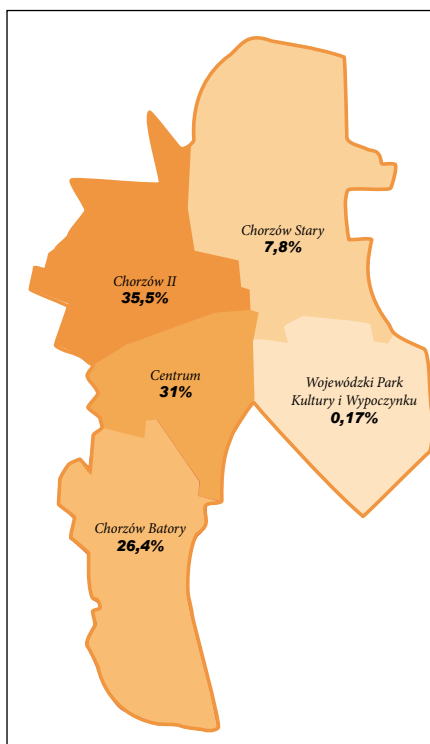 Chorzów Stary
7,8%
Chorzów II
35,5%
Centrum
31%
Wojewódzki Park
Kultury i Wypoczynku
0,17%
Chorzów Batory
26,4%